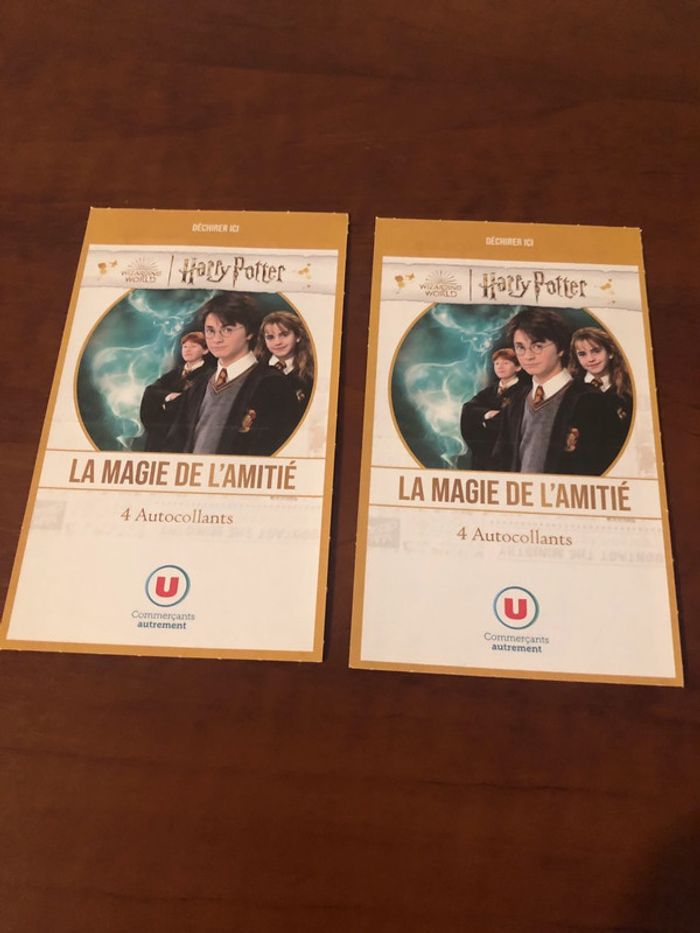 DÉCHIRER ICI
WIZARDING
WORLD
Harry Potter
LA MAGIE DE L'AMITIÉ
4 Autocollants
U
Commerçants
autrement
DÉCHIRER ICI
WIZARDING
WORLD
Harry Potter
LA MAGIE DE L'AMITIÉ
4 Autocollants
U
Commerçants
autrement